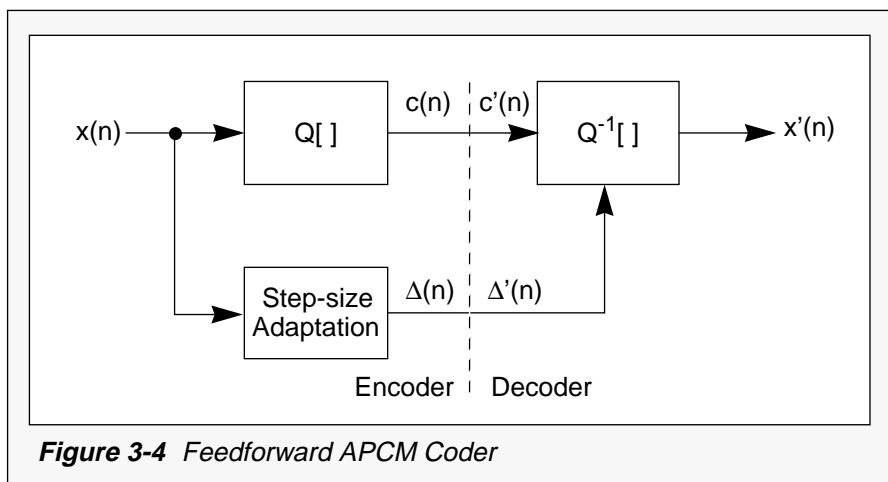 x(n)
Q[ ]
c(n)
c’(n)
Q⁻¹[ ]
x’(n)
Step-size
Adaptation
Δ(n)
Δ’(n)
Encoder
Decoder
Figure 3-4 Feedforward APCM Coder